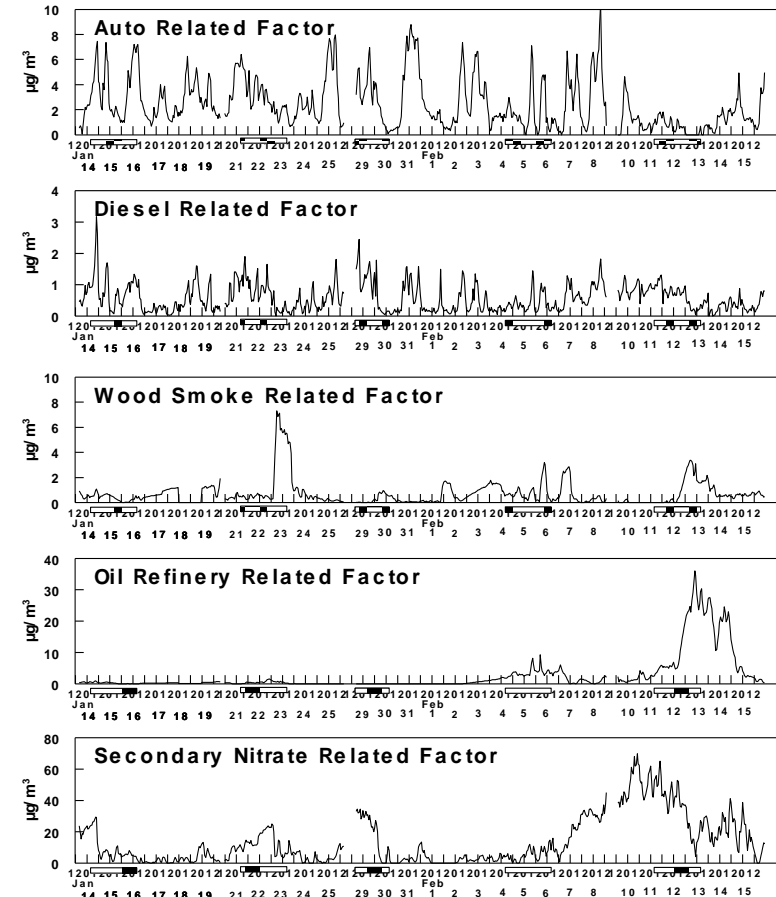 Auto Related Factor
µg/ m³
10
8
6
4
2
0
Jan Feb
14 15 16 17 18 19 21 22 23 24 25 29 30 31 1 2 3 4 5 6 7 8 10 11 12 13 15
Diesel Related Factor
µg/ m³
4
3
2
1
0
Jan Feb
14 15 16 17 18 19 21 22 23 24 25 29 30 31 1 2 3 4 5 6 7 8 10 11 12 13 15
Wood Smoke Related Factor
µg/ m³
10
8
6
4
2
0
Jan Feb
14 15 16 17 18 19 21 22 23 24 25 29 30 31 1 2 3 4 5 6 7 8 10 11 12 13 15
Oil Refinery Related Factor
µg/ m³
40
30
20
10
0
Jan Feb
14 15 16 17 18 19 21 22 23 24 25 29 30 31 1 2 3 4 5 6 7 8 10 11 12 13 15
Secondary Nitrate Related Factor
µg/ m³
80
60
40
20
0
Jan Feb
14 15 16 17 18 19 21 22 23 24 25 29 30 31 1 2 3 4 5 6 7 8 10 11 12 13 15